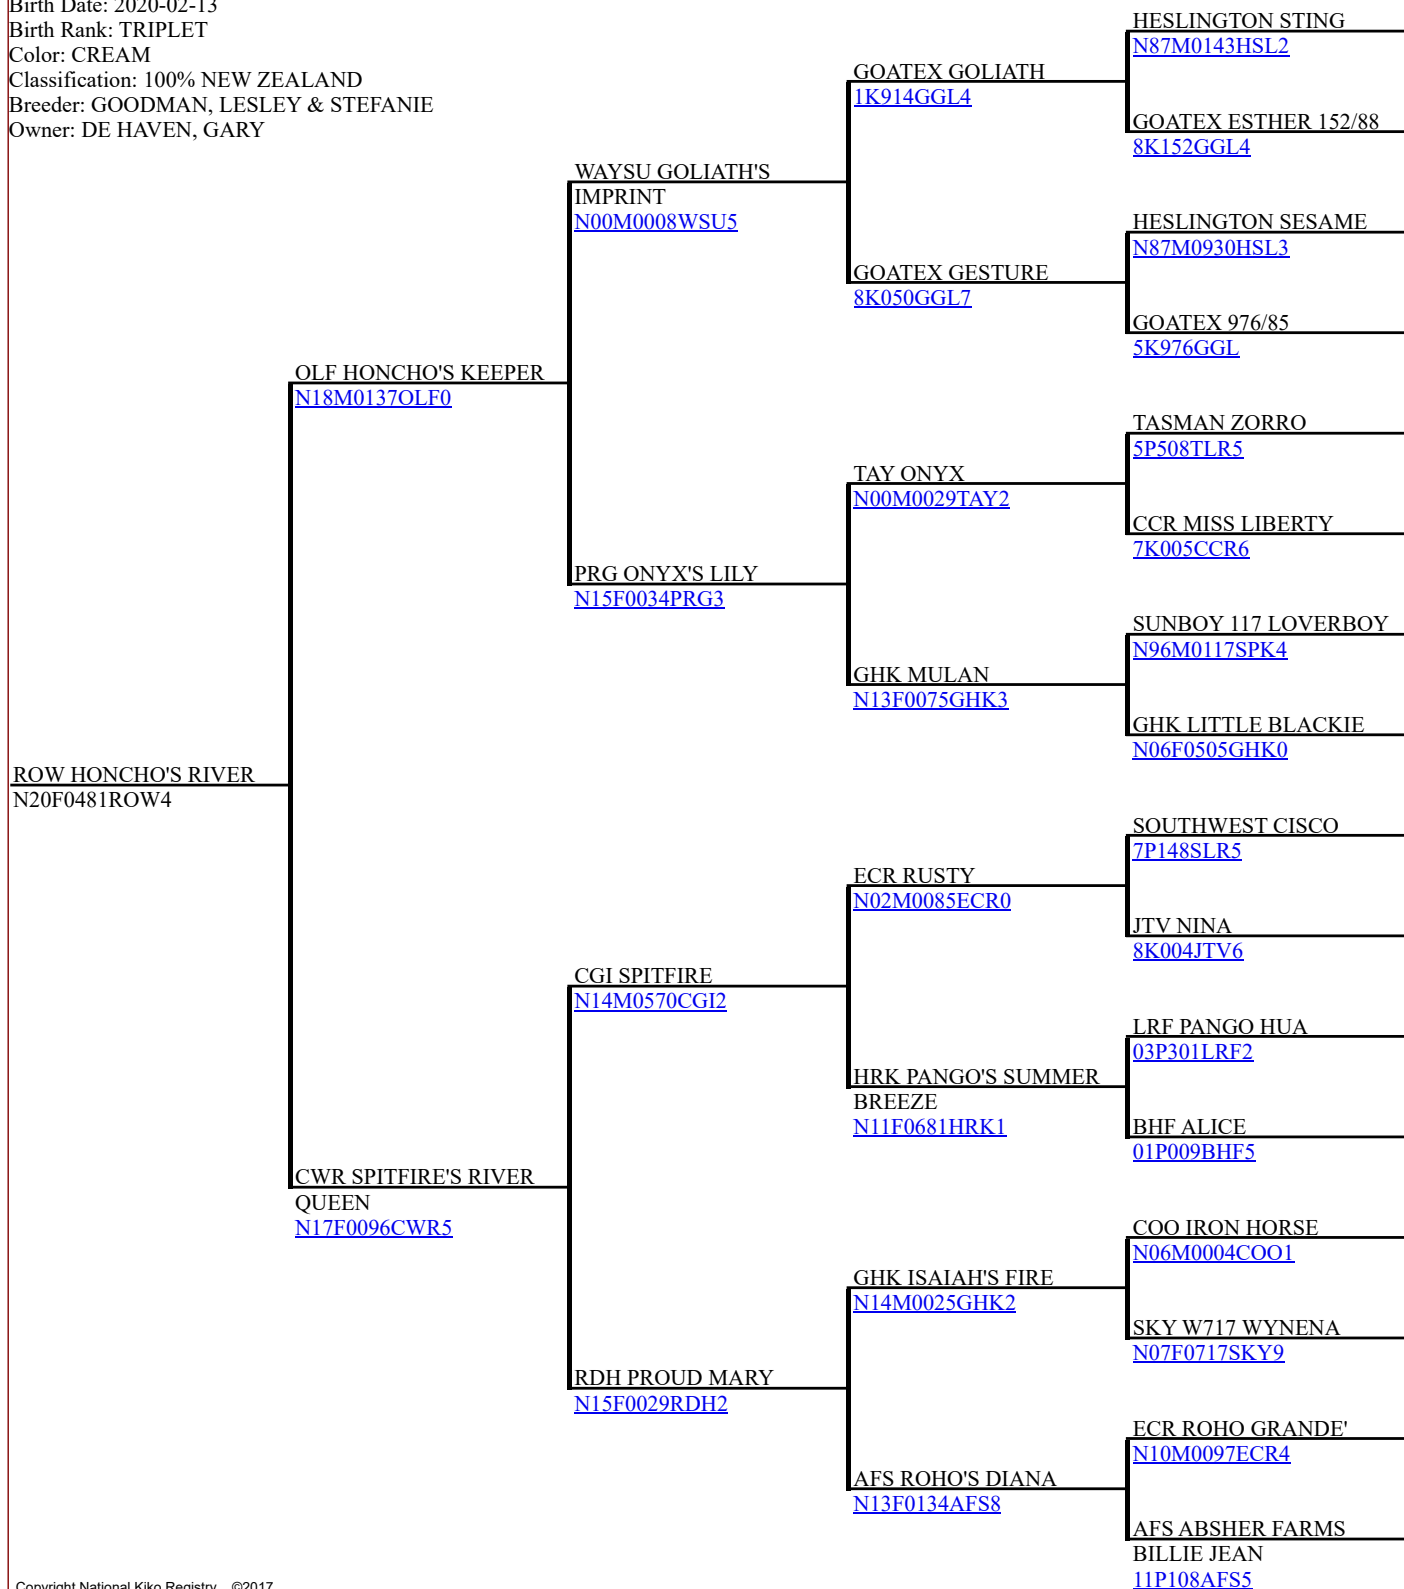 Birth Date: 2020-02-13
Birth Rank: TRIPLET
Color: CREAM
Classification: 100% NEW ZEALAND
Breeder: GOODMAN, LESLEY & STEFANIE
Owner: DE HAVEN, GARY
HESLINGTON STING
N87M0143HSL2
GOATEX GOLIATH
1K914GGL4
GOATEX ESTHER 152/88
8K152GGL4
WAYSU GOLIATH'S
IMPRINT
N00M0008WSU5
HESLINGTON SESAME
N87M0930HSL3
GOATEX GESTURE
8K050GGL7
GOATEX 976/85
5K976GGL
OLF HONCHO'S KEEPER
N18M0137OLF0
TASMAN ZORRO
5P508TLR5
TAY ONYX
N00M0029TAY2
CCR MISS LIBERTY
7K005CCR6
PRG ONYX'S LILY
N15F0034PRG3
SUNBOY 117 LOVERBOY
N96M0117SPK4
GHK MULAN
N13F0075GHK3
GHK LITTLE BLACKIE
N06F0505GHK0
ROW HONCHO'S RIVER
N20F0481ROW4
SOUTHWEST CISCO
7P148SLR5
ECR RUSTY
N02M0085ECR0
JTV NINA
8K004JTV6
CGI SPITFIRE
N14M0570CGI2
LRF PANGO HUA
03P301LRF2
HRK PANGO'S SUMMER
BREEZE
N11F0681HRK1
BHF ALICE
01P009BHF5
CWR SPITFIRE'S RIVER
QUEEN
N17F0096CWR5
COO IRON HORSE
N06M0004COO1
GHK ISAIAH'S FIRE
N14M0025GHK2
SKY W717 WYNENA
N07F0717SKY9
RDH PROUD MARY
N15F0029RDH2
ECR ROHO GRANDE'
N10M0097ECR4
AFS ROHO'S DIANA
N13F0134AFS8
AFS ABSHER FARMS
BILLIE JEAN
11P108AFS5
Copyright National Kiko Registry ©2017